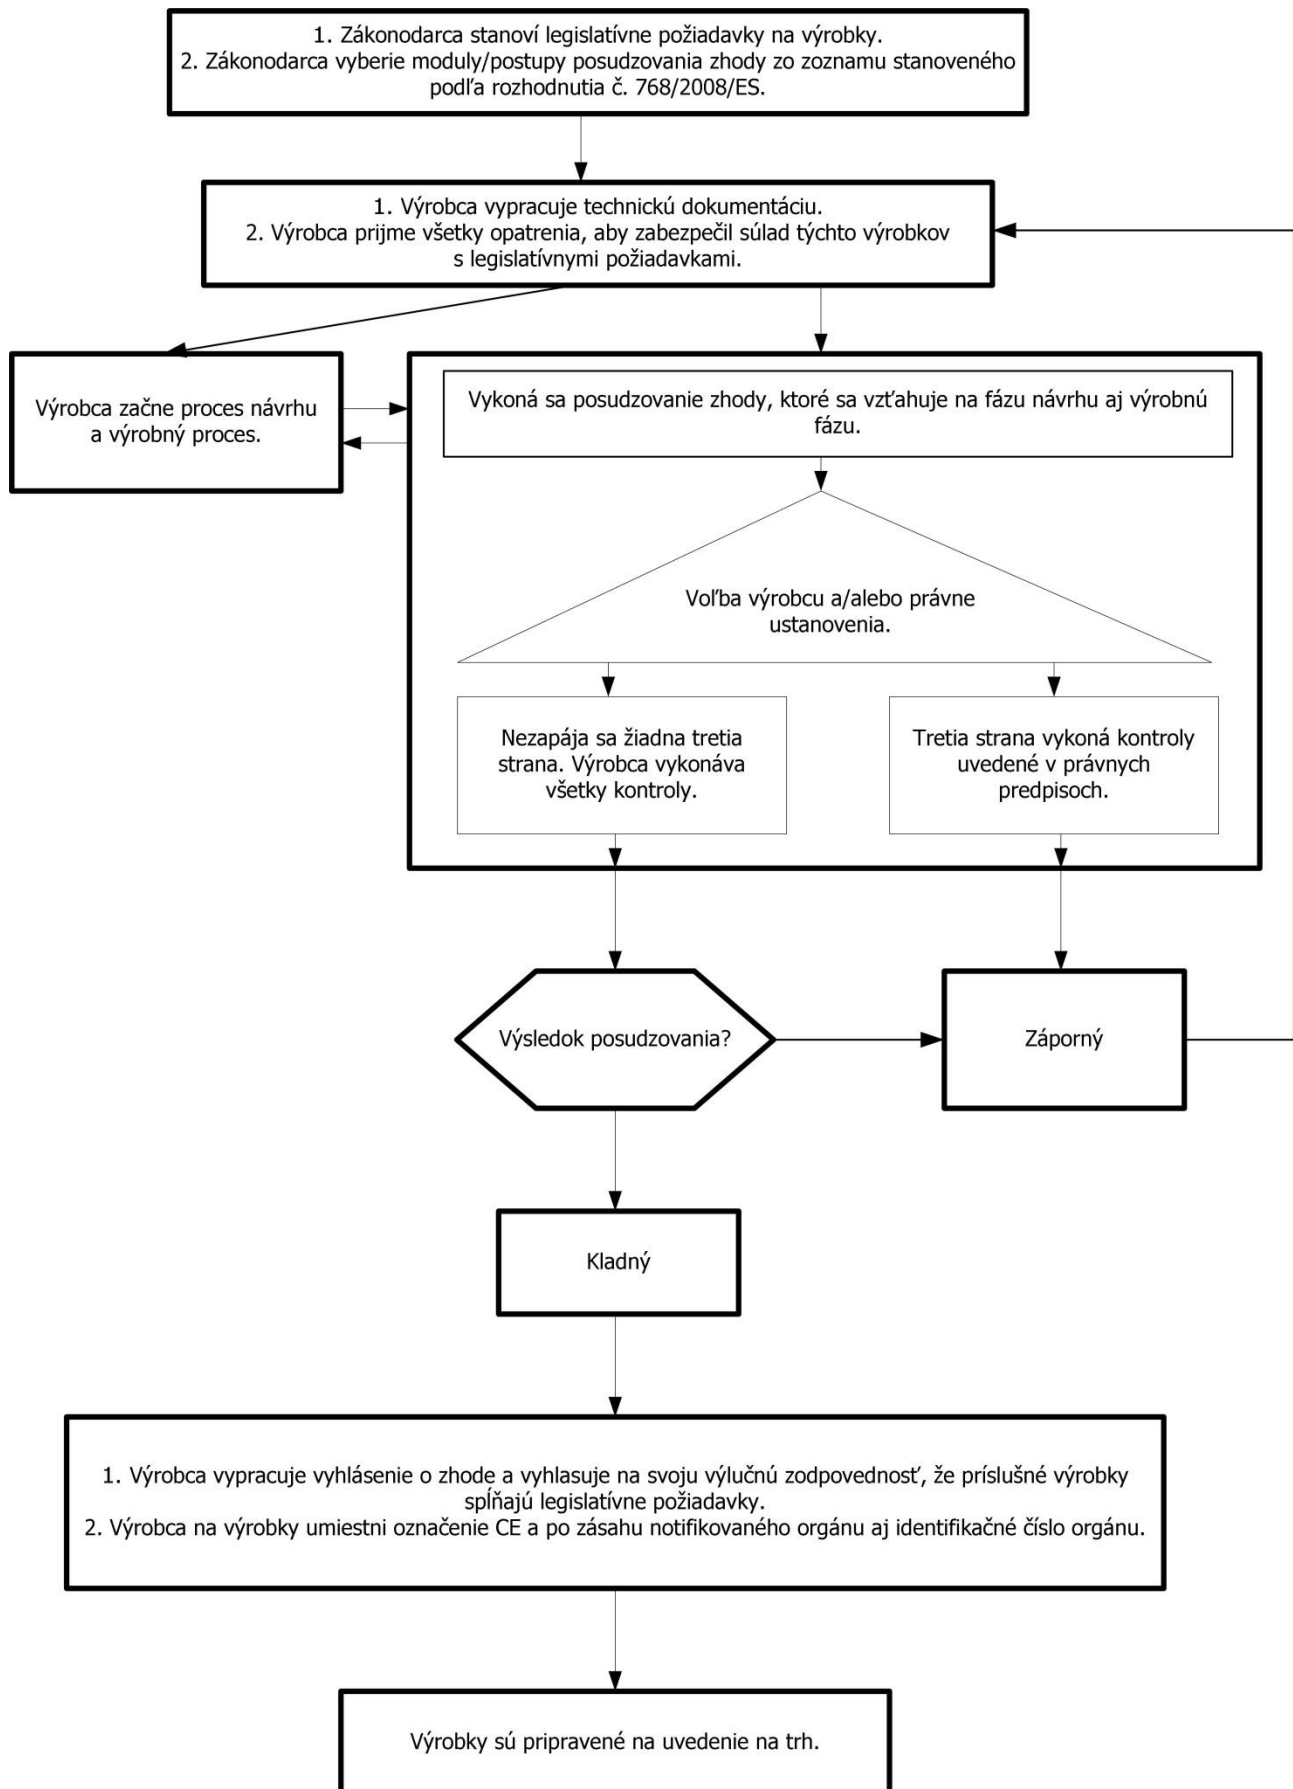 1. Zákonodarca stanoví legislatívne požiadavky na výrobky.
2. Zákonodarca vyberie moduly/postupy posudzovania zhody zo zoznamu stanoveného
podľa rozhodnutia č. 768/2008/ES.
1. Výrobca vypracuje technickú dokumentáciu.
2. Výrobca prijme všetky opatrenia, aby zabezpečil súlad týchto výrobkov
s legislatívnymi požiadavkami.
Výrobca začne proces návrhu
a výrobný proces.
Vykoná sa posudzovanie zhody, ktoré sa vzťahuje na fázu návrhu aj výrobnú
fázu.
Voľba výrobcu a/alebo právne
ustanovenia.
Nezapája sa žiadna tretia
strana. Výrobca vykonáva
všetky kontroly.
Tretia strana vykoná kontroly
uvedené v právnych
predpisoch.
Výsledok posudzovania?
Záporný
Kladný
1. Výrobca vypracuje vyhlásenie o zhode a vyhlasuje na svoju výlučnú zodpovednosť, že príslušné výrobky
spĺňajú legislatívne požiadavky.
2. Výrobca na výrobky umiestni označenie CE a po zásahu notifikovaného orgánu aj identifikačné číslo orgánu.
Výrobky sú pripravené na uvedenie na trh.